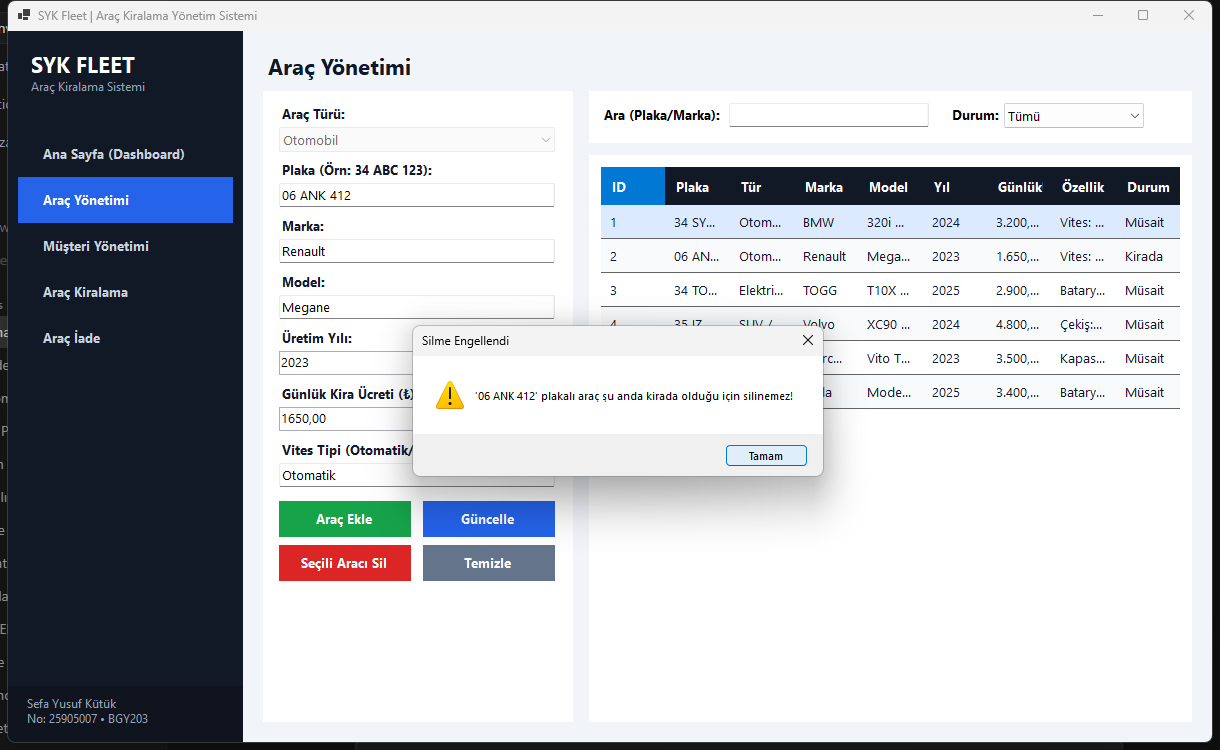 SYK Fleet | Araç Kiralama Yönetim Sistemi
SYK FLEET
Araç Kiralama Sistemi
Ana Sayfa (Dashboard)
Araç Yönetimi
Müşteri Yönetimi
Araç Kiralama
Araç İade
Sefa Yusuf Kütük
No: 25905007 • BGY203
Araç Yönetimi
Araç Türü:
Otomobil
Plaka (Örn: 34 ABC 123):
06 ANK 412
Marka:
Renault
Model:
Megane
Üretim Yılı:
2023
Günlük Kira Ücreti (₺)
1650,00
Vites Tipi (Otomatik/
Otomatik
Araç Ekle Güncelle
Seçili Aracı Sil Temizle
Ara (Plaka/Marka): Durum: Tümü
ID Plaka Tür Marka Model Yıl Günlük Özellik Durum
1 34 SY... Otom... BMW 320i ... 2024 3.200,... Vites: ... Müsait
2 06 AN... Otom... Renault Mega... 2023 1.650,... Vites: ... Kirada
3 34 TO... Elektri... TOGG T10X ... 2025 2.900,... Batary... Müsait
4 35 IZ... SUV / ... Volvo XC90 ... 2024 4.800,... Çekiş:... Müsait
rc... Vito T... 2023 3.500,... Kapas... Müsait
la Mode... 2025 3.400,... Batary... Müsait
Silme Engellendi
'06 ANK 412' plakalı araç şu anda kirada olduğu için silinemez!
Tamam